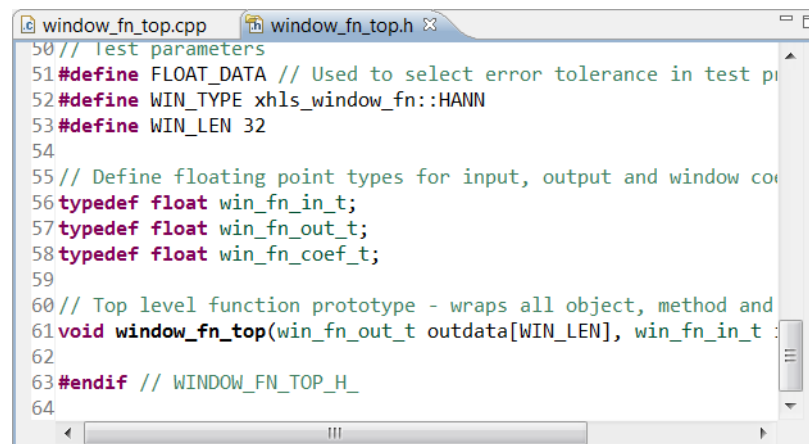 window_fn_top.cpp window_fn_top.h
50 // Test parameters
51 #define FLOAT_DATA // Used to select error tolerance in test
52 #define WIN_TYPE xhls_window_fn::HANN
53 #define WIN_LEN 32
54
55 // Define floating point types for input, output and window
56 typedef float win_fn_in_t;
57 typedef float win_fn_out_t;
58 typedef float win_fn_coef_t;
59
60 // Top level function prototype - wraps all object, method and
61 void window_fn_top(win_fn_out_t outdata[WIN_LEN], win_fn_in_t
62
63 #endif // WINDOW_FN_TOP_H_
64